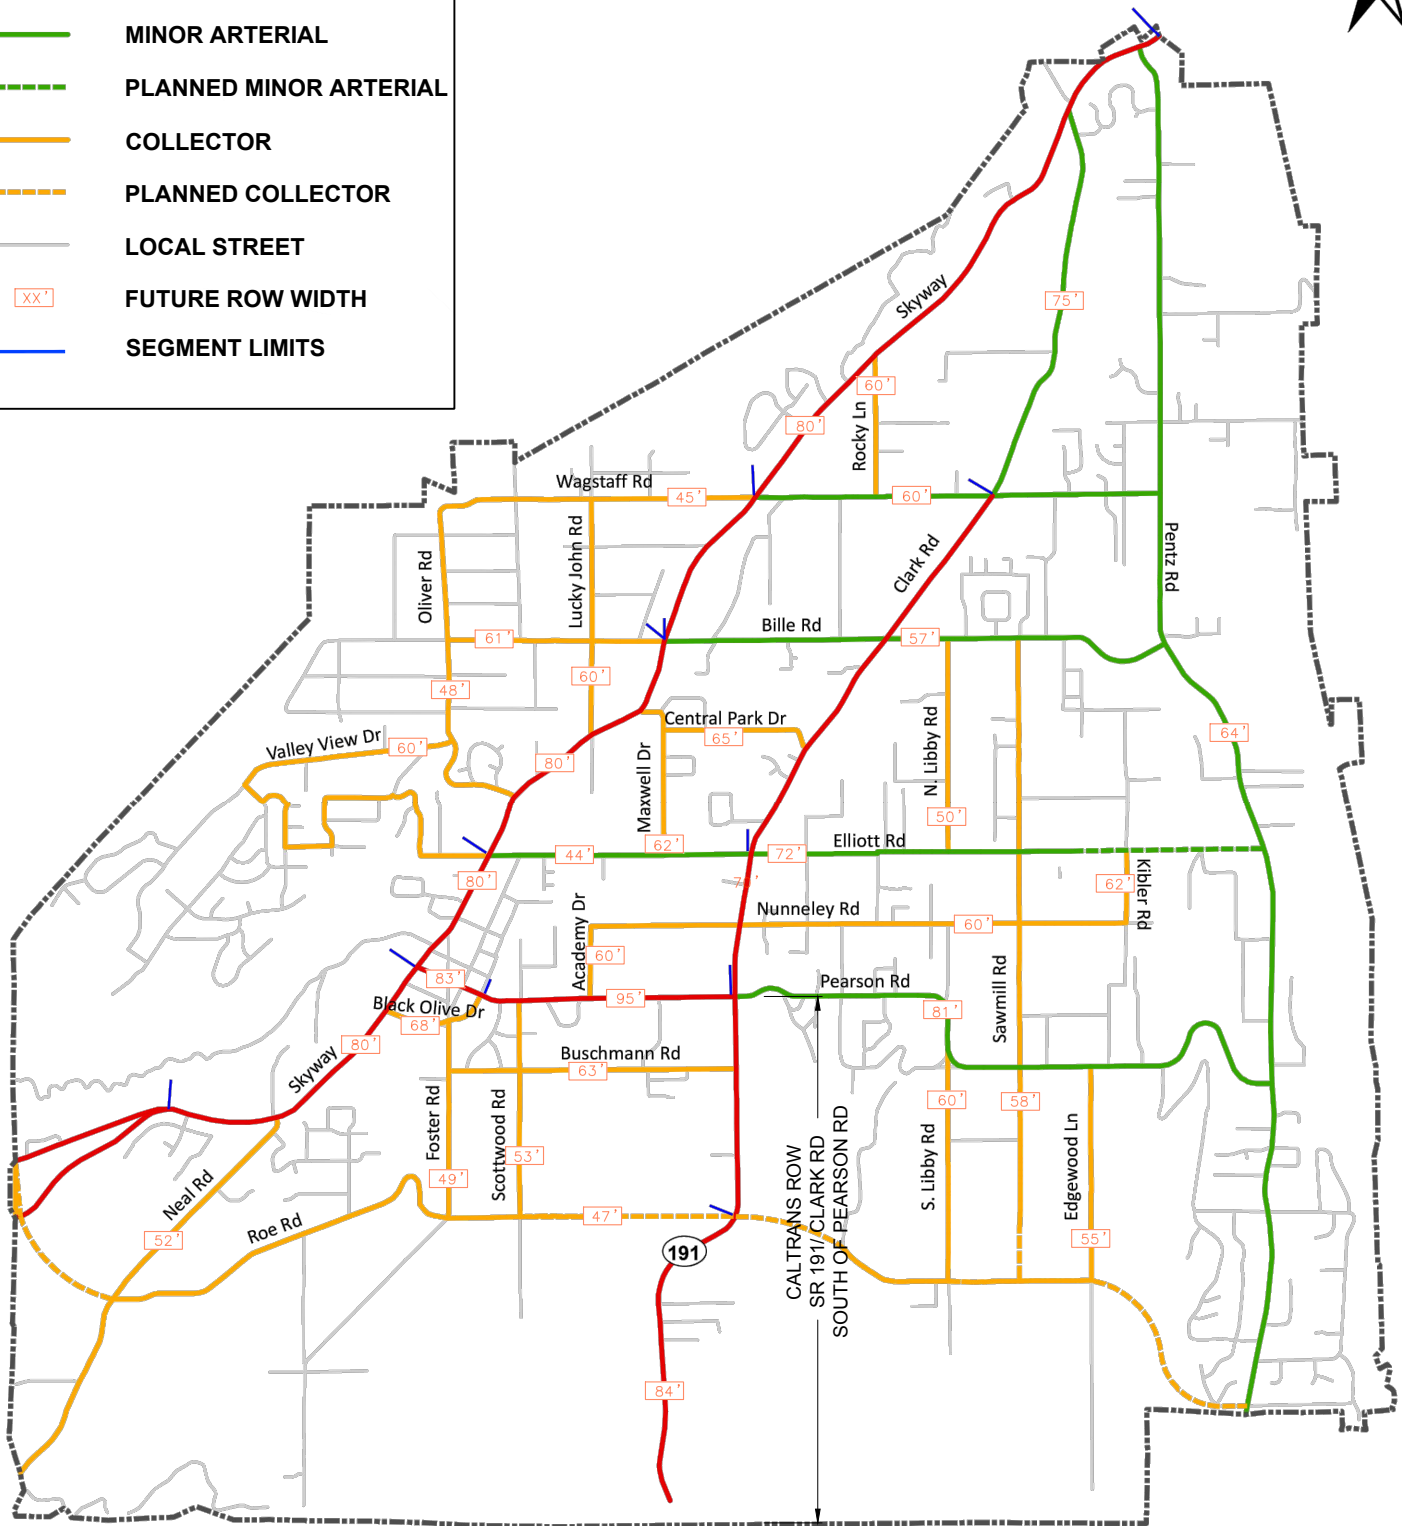 MINOR ARTERIAL
PLANNED MINOR ARTERIAL
COLLECTOR
PLANNED COLLECTOR
LOCAL STREET
XX' FUTURE ROW WIDTH
SEGMENT LIMITS
75'
Skyway
60'
80'
Rocky Ln
Wagstaff Rd
45'
60'
Lucky John Rd
Oliver Rd
Clark Rd
Pentz Rd
Bille Rd
61'
57'
60'
48'
Central Park Dr
65'
N. Libby Rd
64'
Valley View Dr
60'
80'
Maxwell Dr
50'
62'
Elliott Rd
44'
72'
80'
Kibler Rd
62'
Nunneley Rd
60'
Academy Dr
60'
83'
Pearson Rd
95'
Black Olive Dr
68'
81'
Sawmill Rd
80'
Skyway
Buschmann Rd
63'
Foster Rd
Scottwood Rd
53'
60'
58'
S. Libby Rd
Edgewood Ln
49'
Neal Rd
Roe Rd
47'
52'
55'
191
CALTRANS ROW
SR 191/ CLARK RD
SOUTH OF PEARSON RD
84'